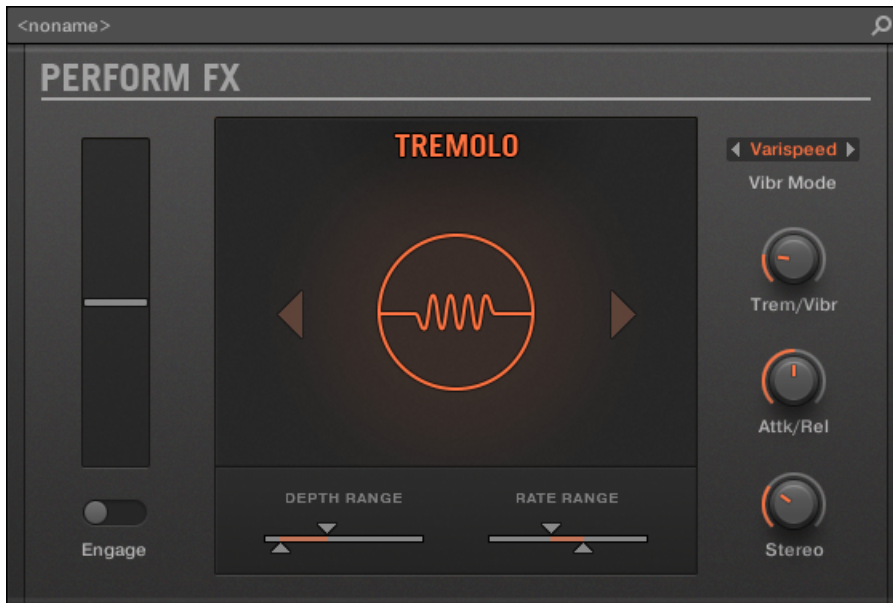 <noname>
PERFORM FX
TREMOLO
Varispeed
Vibr Mode
Trem/Vibr
Attk/Rel
DEPTH RANGE
RATE RANGE
Engage
Stereo